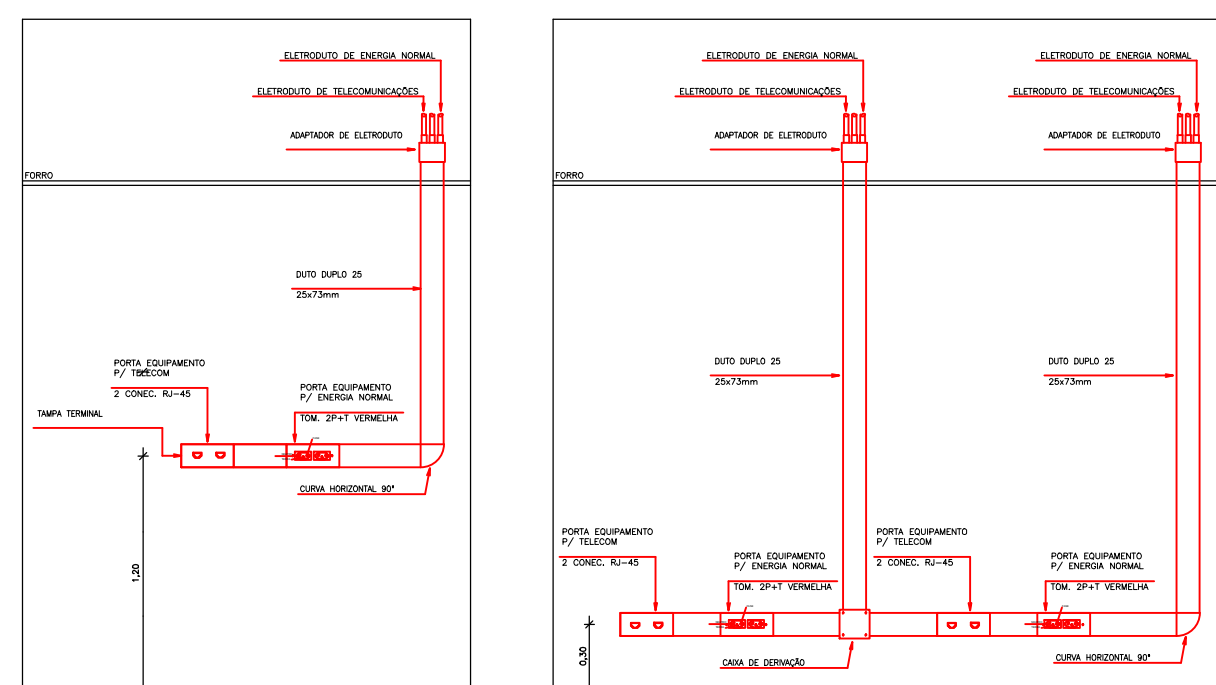 ELETRODUTO DE ENERGIA NORMAL
ELETRODUTO DE TELECOMUNICAÇÕES
ADAPTADOR DE ELETRODUTO
FORRO
DUTO DUPLO 25
25x73mm
PORTA EQUIPAMENTO
P/ TELECOM
2 CONEC. RJ-45
PORTA EQUIPAMENTO
P/ ENERGIA NORMAL
TOM. 2P+T VERMELHA
TAMPA TERMINAL
CURVA HORIZONTAL 90°
1,20
ELETRODUTO DE ENERGIA NORMAL
ELETRODUTO DE TELECOMUNICAÇÕES
ADAPTADOR DE ELETRODUTO
ELETRODUTO DE ENERGIA NORMAL
ELETRODUTO DE TELECOMUNICAÇÕES
ADAPTADOR DE ELETRODUTO
FORRO
DUTO DUPLO 25
25x73mm
DUTO DUPLO 25
25x73mm
PORTA EQUIPAMENTO
P/ TELECOM
2 CONEC. RJ-45
PORTA EQUIPAMENTO
P/ ENERGIA NORMAL
TOM. 2P+T VERMELHA
PORTA EQUIPAMENTO
P/ TELECOM
2 CONEC. RJ-45
PORTA EQUIPAMENTO
P/ ENERGIA NORMAL
TOM. 2P+T VERMELHA
0,30
CAIXA DE DERIVAÇÃO
CURVA HORIZONTAL 90°